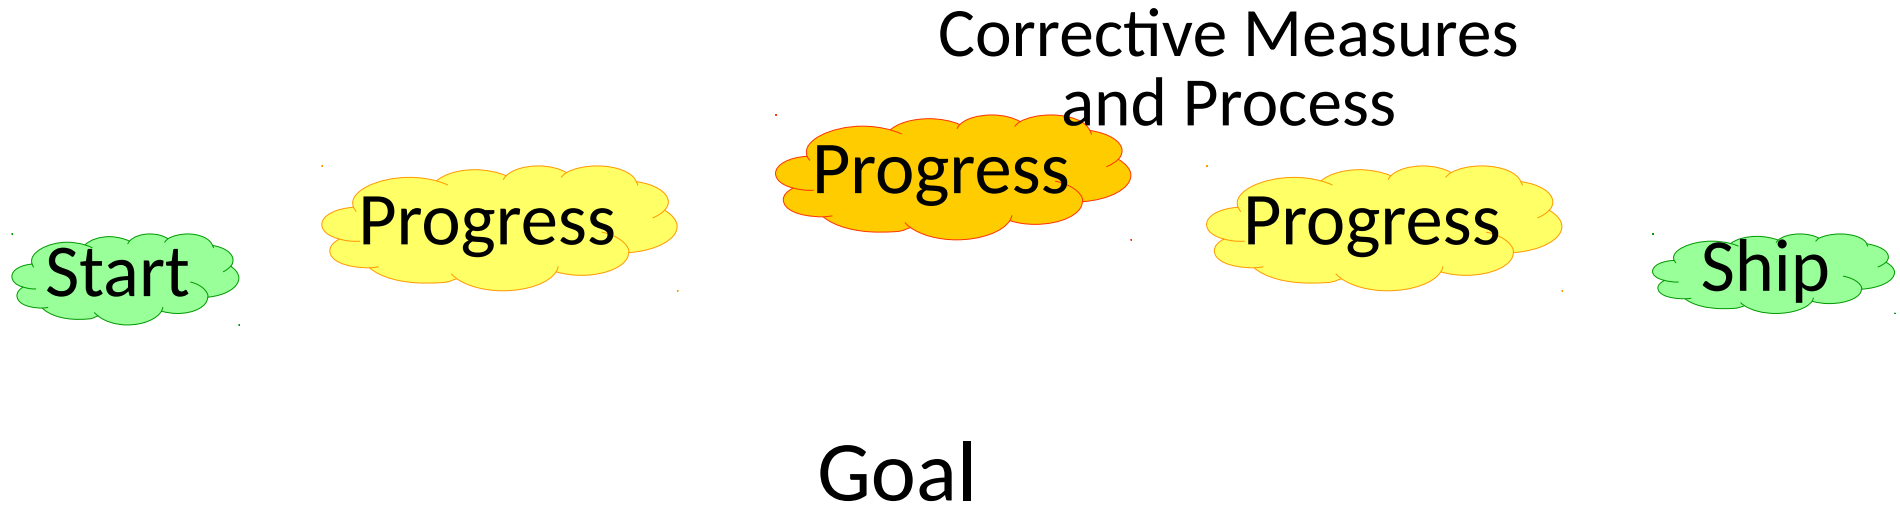 Corrective Measures
and Process
Start
Progress
Progress
Progress
Ship
Goal